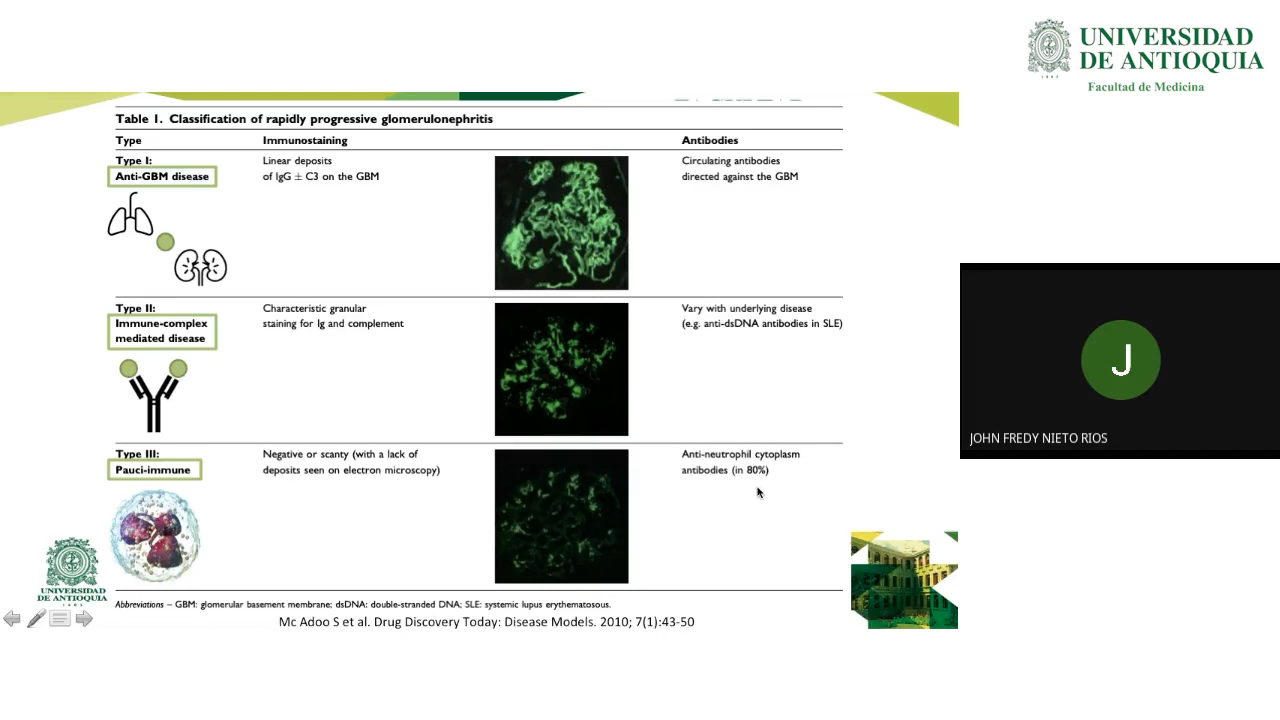 UNIVERSIDAD
DE ANTIOQUIA
1803
Facultad de Medicina
Table 1. Classification of rapidly progressive glomerulonephritis
Type Immunostaining Antibodies
Type I:
Anti-GBM disease
Linear deposits
of IgG ± C3 on the GBM
Circulating antibodies
directed against the GBM
Type II:
Immune-complex
mediated disease
Characteristic granular
staining for Ig and complement
Vary with underlying disease
(e.g. anti-dsDNA antibodies in SLE)
Type III:
Pauci-immune
Negative or scanty (with a lack of
deposits seen on electron microscopy)
Anti-neutrophil cytoplasm
antibodies (in 80%)
J
JOHN FREDY NIETO RIOS
UNIVERSIDAD
DE ANTIOQUIA
Abbreviations – GBM: glomerular basement membrane; dsDNA: double-stranded DNA; SLE: systemic lupus erythematosus.
Mc Adoo S et al. Drug Discovery Today: Disease Models. 2010; 7(1):43-50